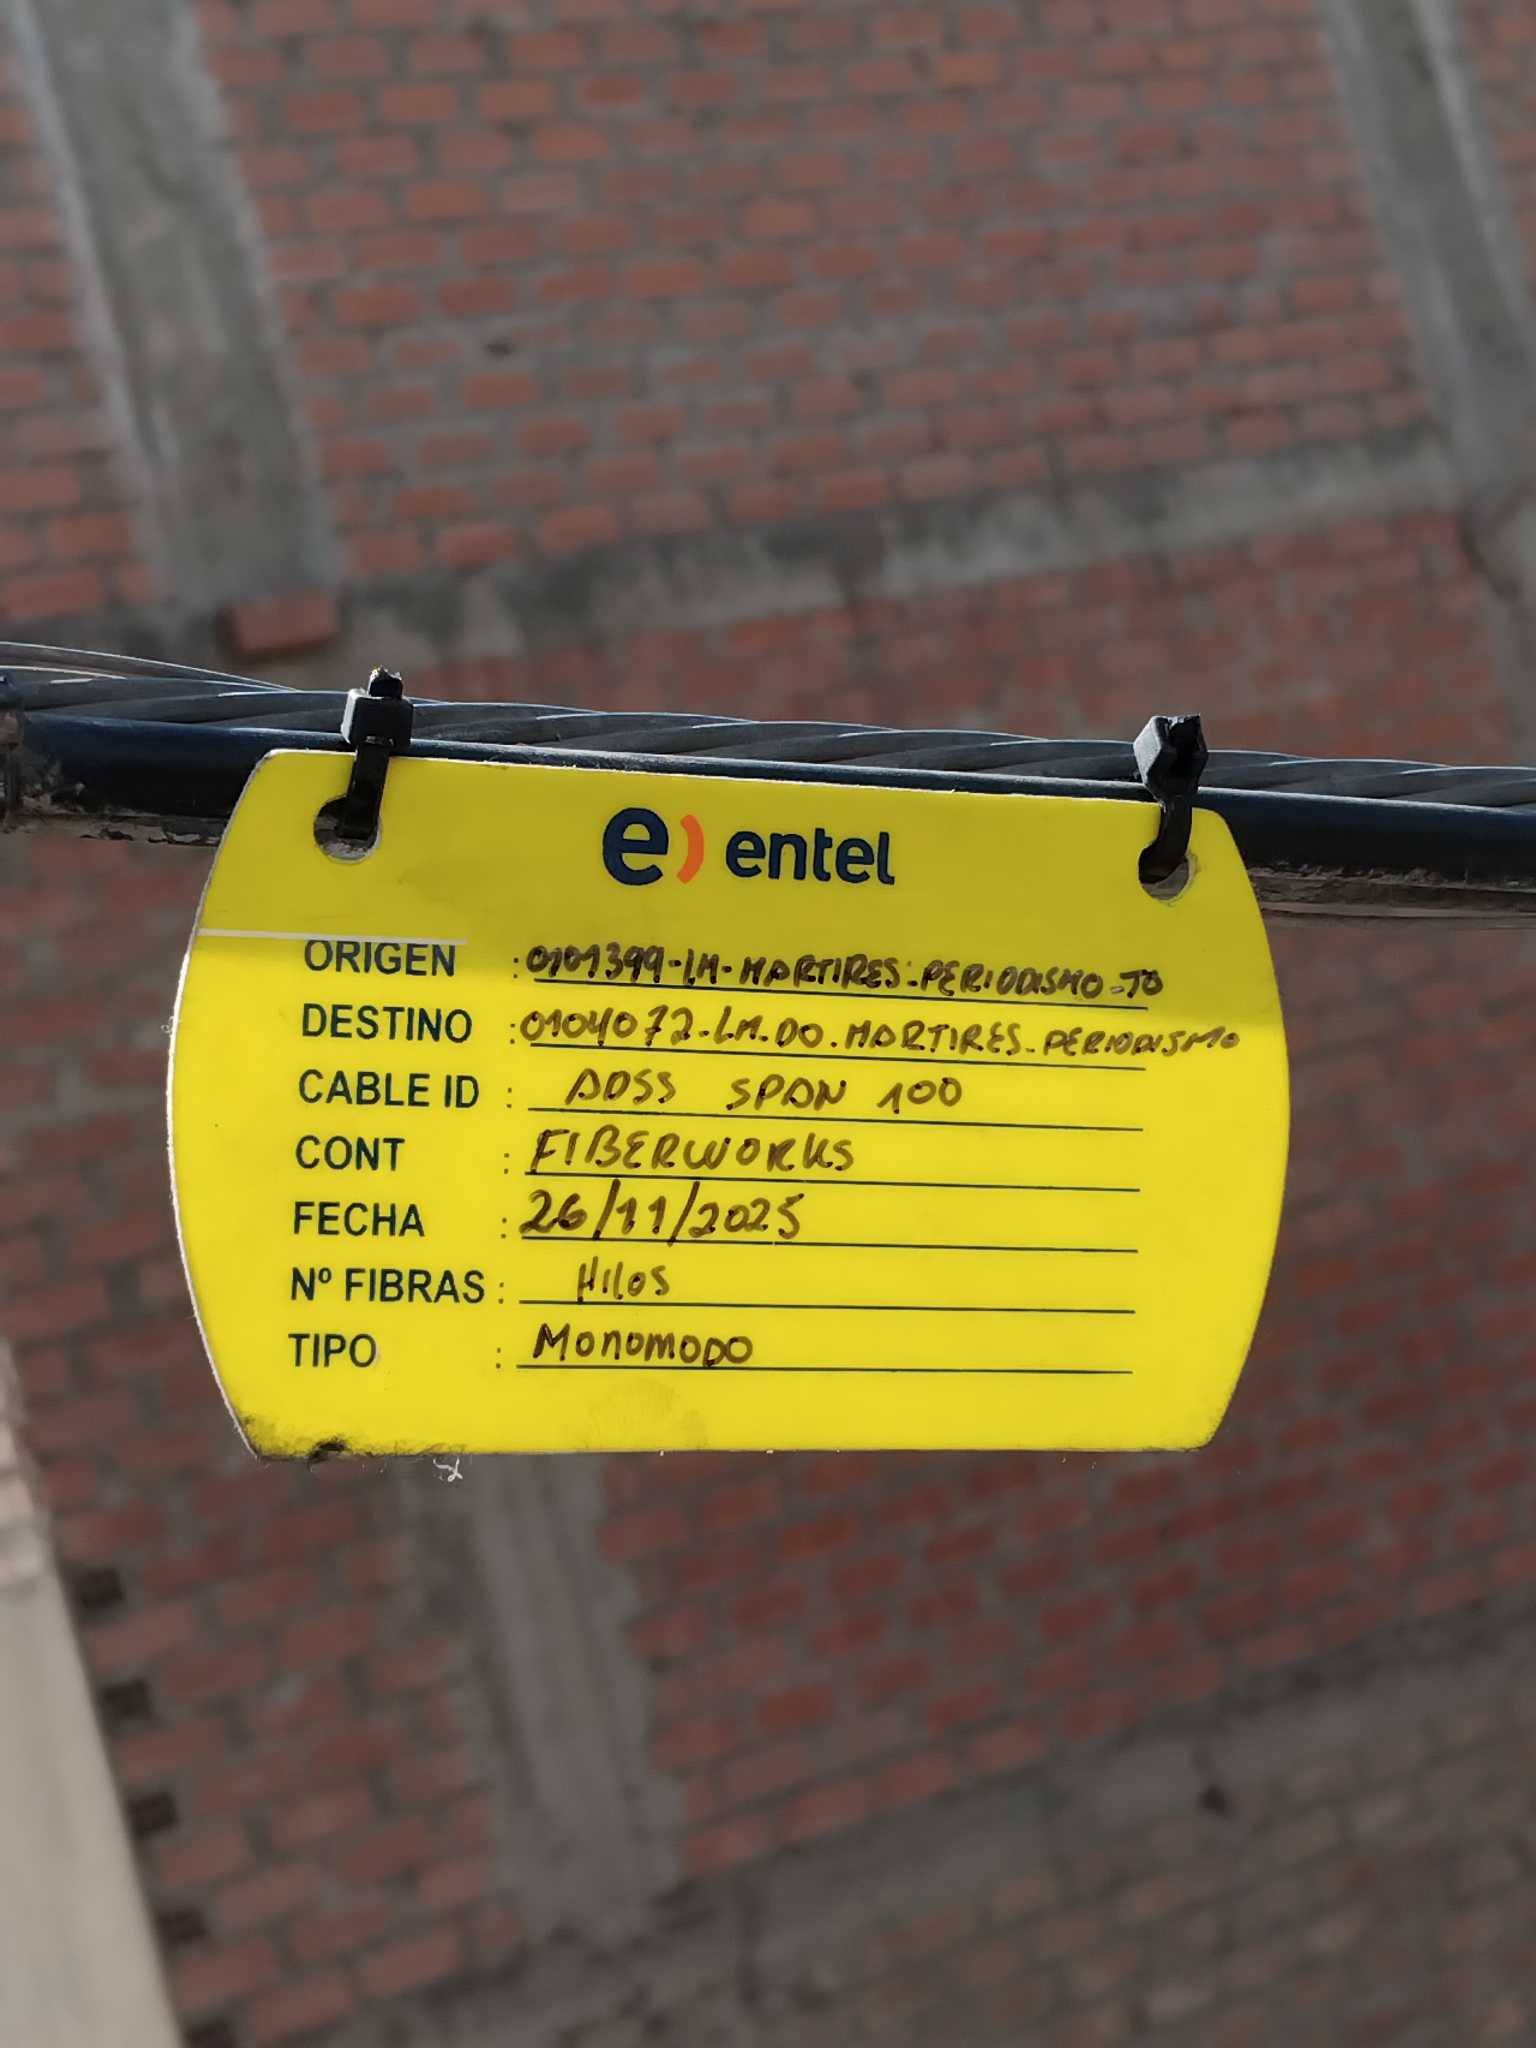 e) entel
ORIGEN : 0101399-LM-MARTIRES-PERIODISMO-TO
DESTINO : 0104072-LM-DO.MARTIRES-PERIODISMO
CABLE ID : ADSS SPAN 100
CONT : FIBERWORKS
FECHA : 26/11/2025
Nº FIBRAS : Hilos
TIPO : MONOMODO